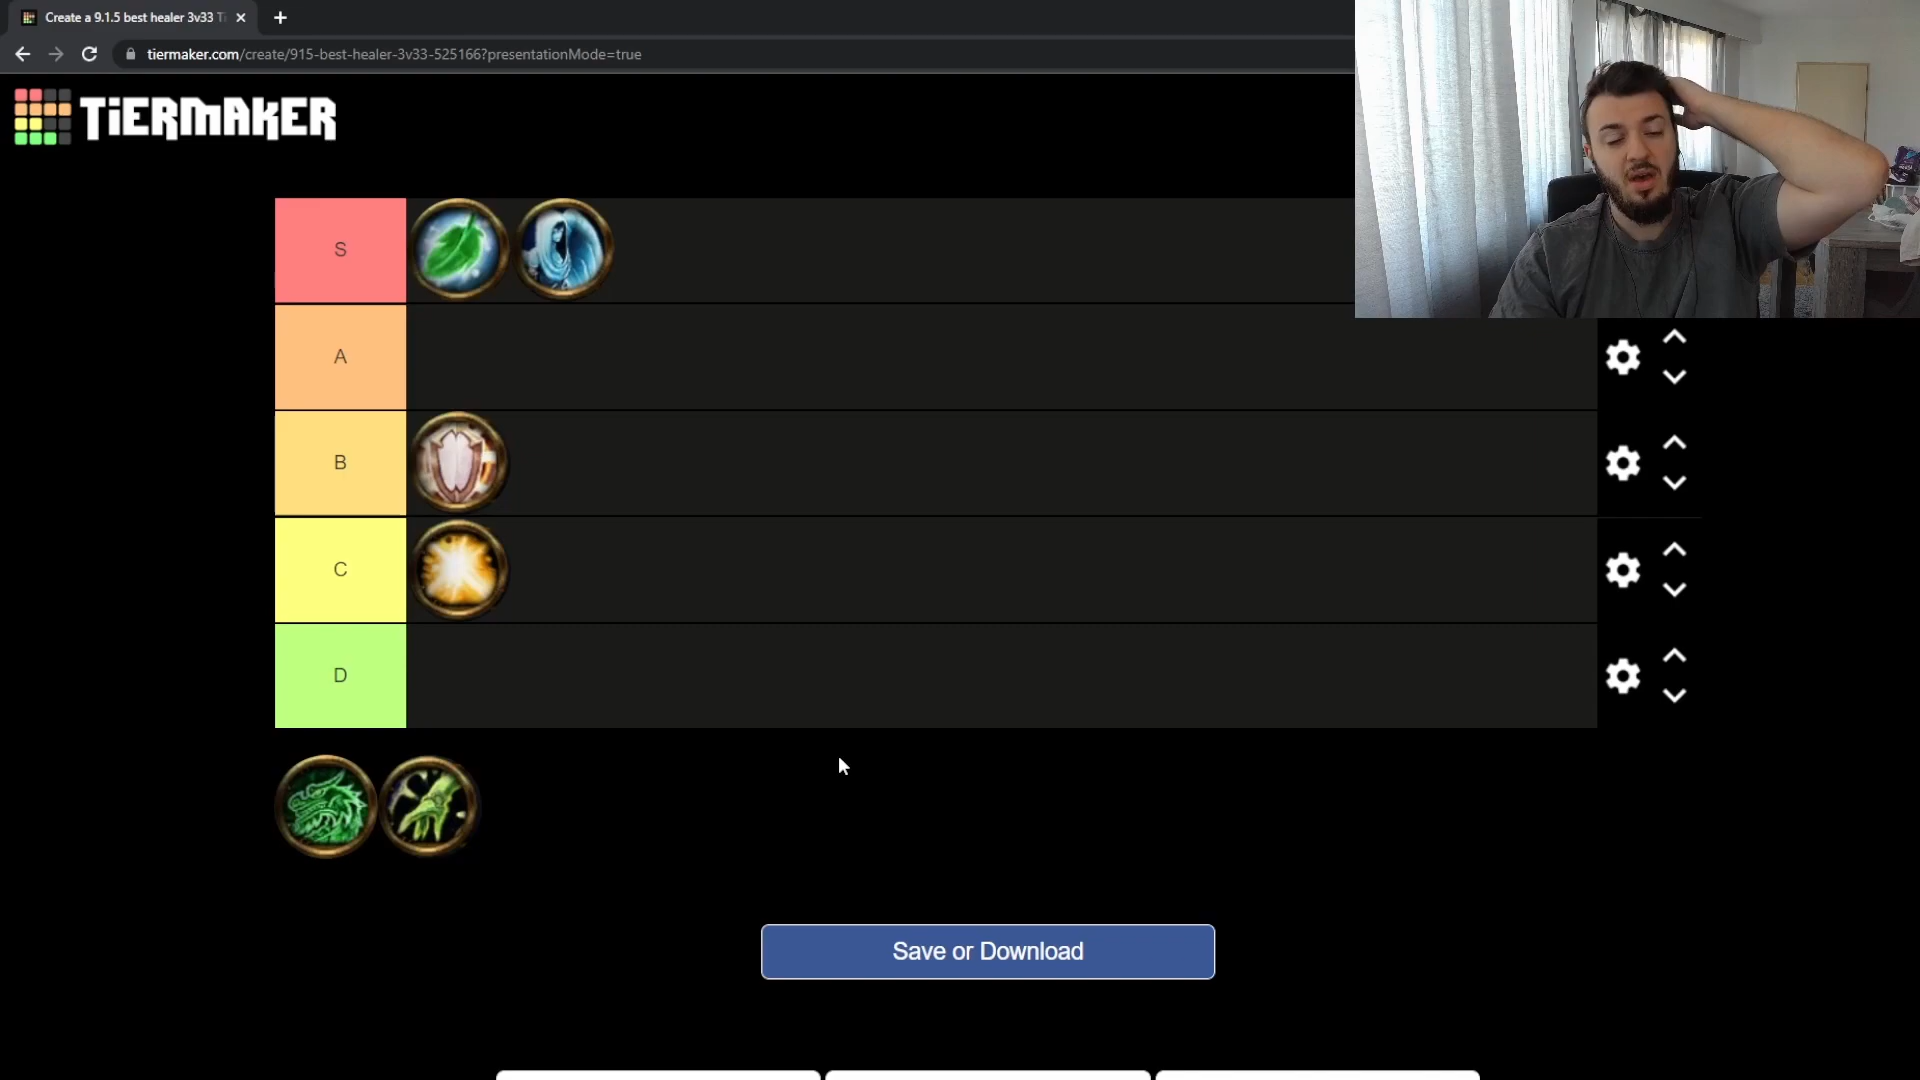 Create a 9.1.5 best healer 3v33 Ti
tiermaker.com/create/915-best-healer-3v33-525166?presentationMode=true
TiERMAKER
S
A
B
C
D
Save or Download